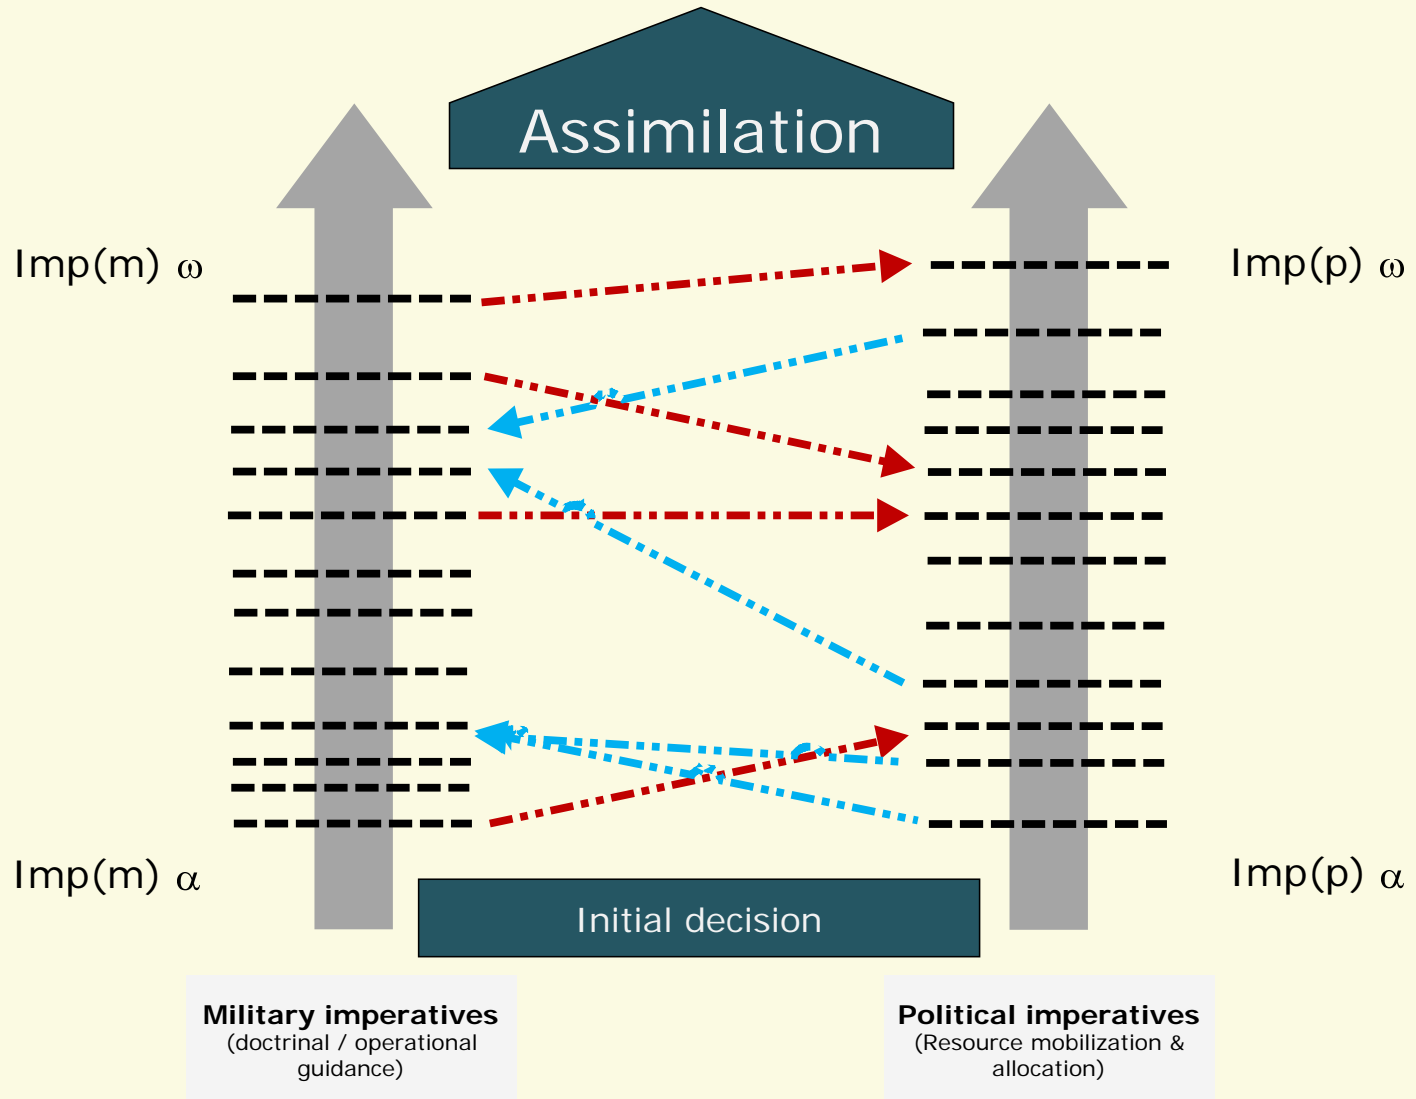 Assimilation
Imp(m) ω
Imp(p) ω
Imp(m) α
Imp(p) α
Initial decision
Military imperatives
(doctrinal / operational
guidance)
Political imperatives
(Resource mobilization &
allocation)